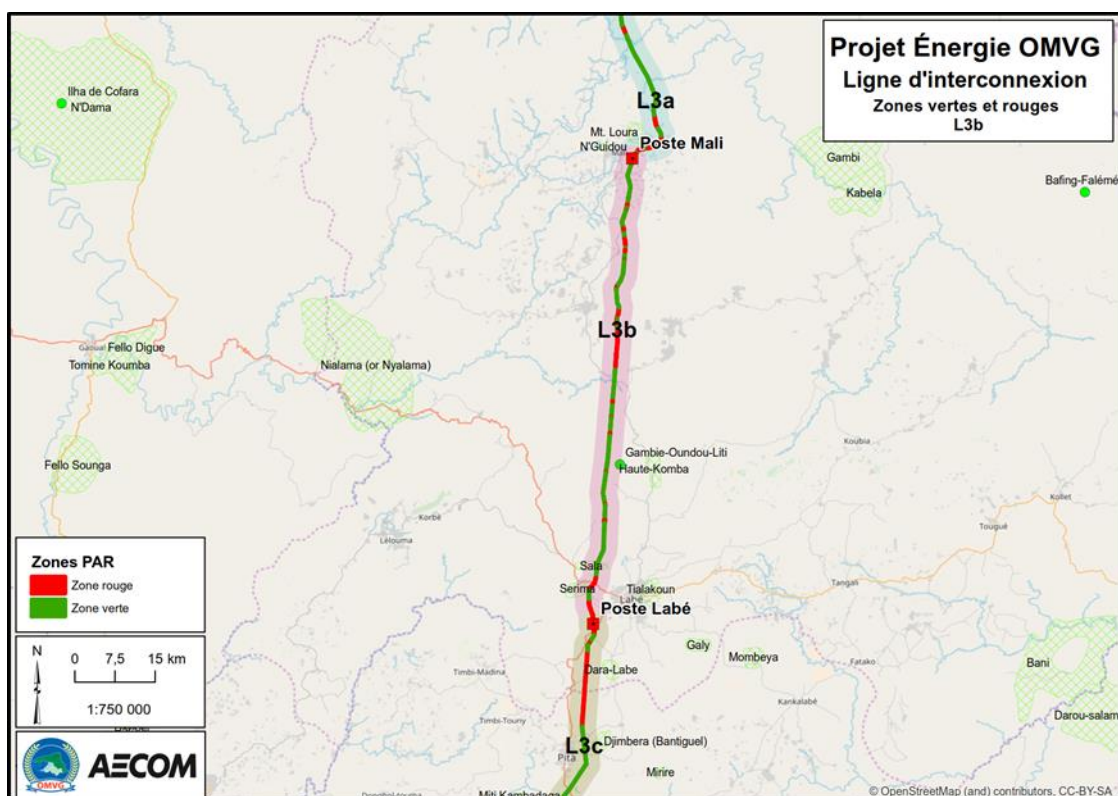 Projet Énergie OMVG
Ligne d'interconnexion
Zones vertes et rouges
L3b
Ilha de Cofara
N'Dama
L3a
Mt. Loura
N'Guidou
Poste Mali
Gambi
Kabela
Bafing-Falémé
L3b
Gaoual
Fello Digue
Tomine Koumba
Nialama (or Nyalama)
Fello Sounga
Koubia
Gambie-Oundou-Liti
Haute-Komba
Kollet
Korbé
Tougué
Lélouma
Sala
Serima
Tialakoun
Labé
Tangali
Poste Labé
Galy
Mombeya
Fatako
Bani
Timbi-Madina
Dara-Labe
Kankalabé
Darou-salam
Timbi-Touny
L3c
Djimbera (Bantiguel)
Pita
Mirire
Miti Kambadaga
Zones PAR
Zone rouge
Zone verte
N
0 7,5 15 km
1:750 000
OMVG
AECOM
© OpenStreetMap (and) contributors, CC-BY-SA